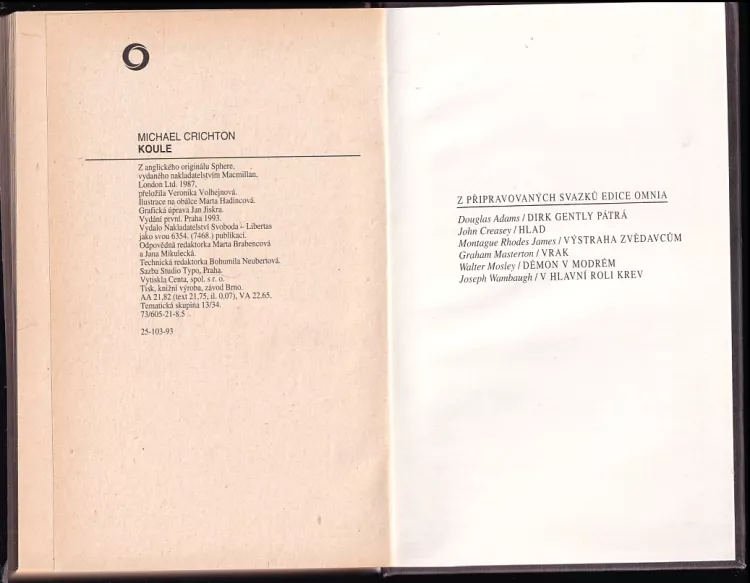 MICHAEL CRICHTON
KOULE
Z anglického originálu Sphere,
vydaného nakladatelstvím Macmillan,
London Ltd. 1987,
přeložila Veronika Volhejnová.
Ilustrace na obálce Marta Hadincová.
Grafická úprava Jan Jiskra.
Vydání první. Praha 1993.
Vydalo Nakladatelství Svoboda – Libertas
jako svou 6354. (7468.) publikaci.
Odpovědná redaktorka Marta Brabencová
a Jana Mikulecká.
Technická redaktorka Bohumila Neubertová.
Sazba Studio Typo, Praha.
Vytiskla Centa, spol. s r. o.
Tisk, knižní výroba, závod Brno.
AA 21,82 (text 21,75, il. 0,07), VA 22,65.
Tematická skupina 13/34.
73/605-21-8.5
25-103-93
Z PŘIPRAVOVANÝCH SVAZKŮ EDICE OMNIA
Douglas Adams / DIRK GENTLY PÁTRÁ
John Creasey / HLAD
Montague Rhodes James / VÝSTRAHA ZVĚDAVCŮM
Graham Masterton / VRAK
Walter Mosley / DÉMON V MODRÉM
Joseph Wambaugh / V HLAVNÍ ROLI KREV